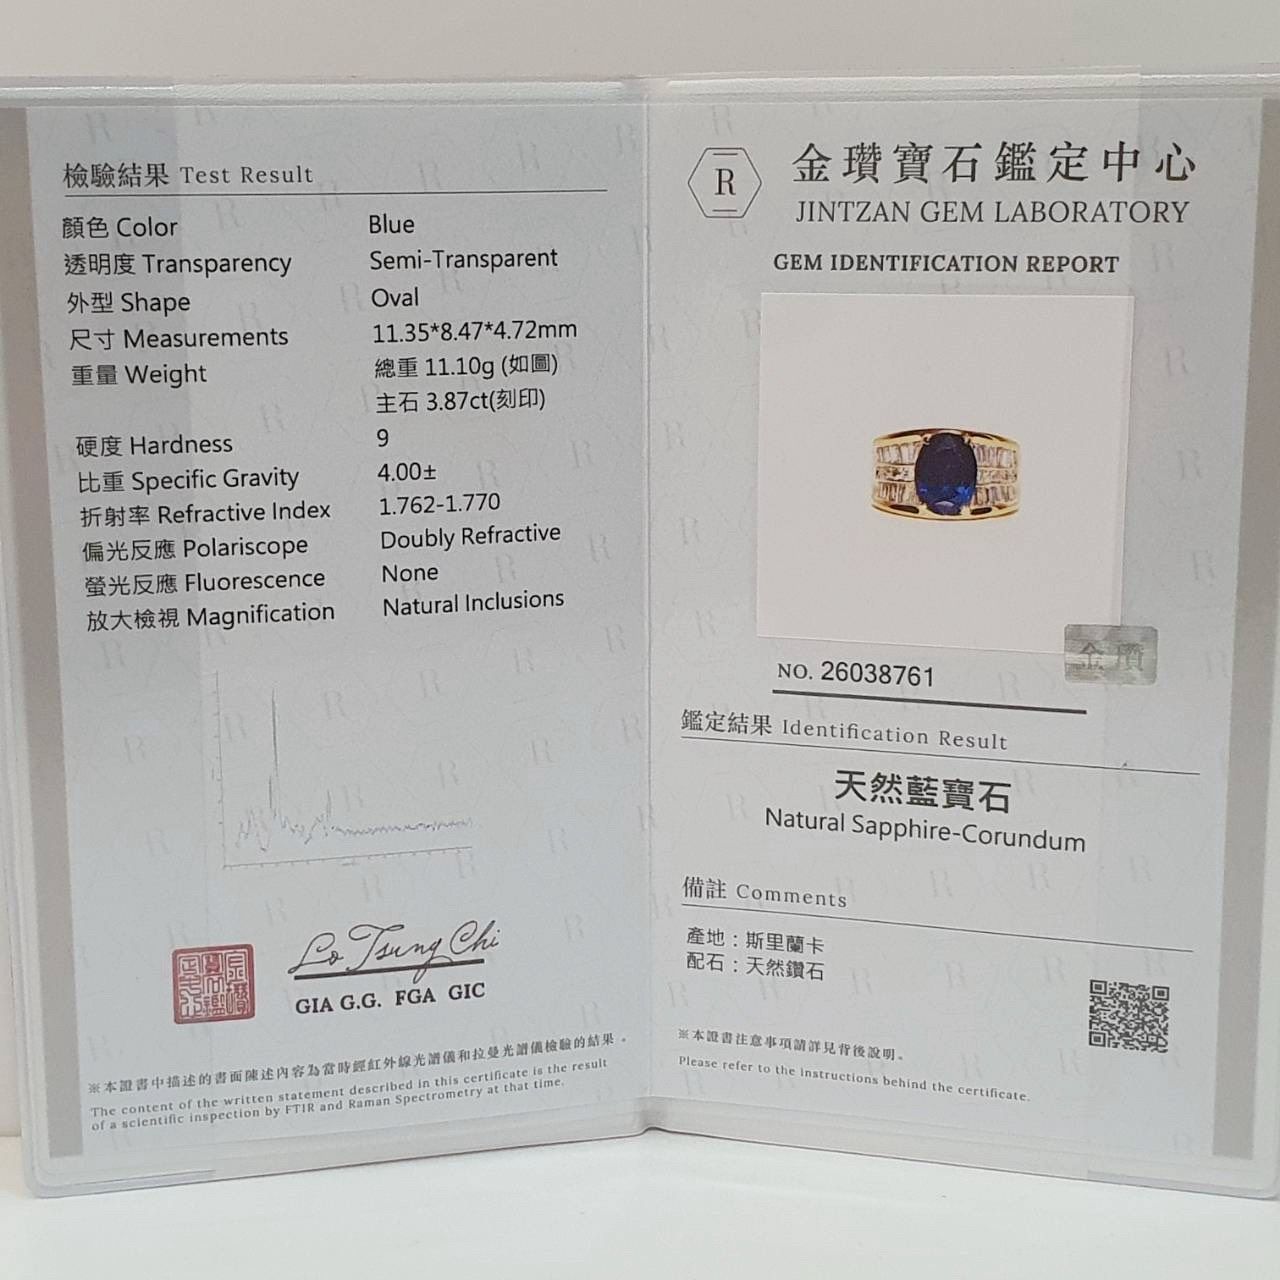 檢驗結果 Test Result
顏色 Color Blue
透明度 Transparency Semi-Transparent
外型 Shape Oval
尺寸 Measurements 11.35*8.47*4.72mm
重量 Weight 總重 11.10g (如圖)
主石 3.87ct(刻印)
硬度 Hardness 9
比重 Specific Gravity 4.00±
折射率 Refractive Index 1.762-1.770
偏光反應 Polariscope Doubly Refractive
螢光反應 Fluorescence None
放大檢視 Magnification Natural Inclusions
Lo Tsung Chi
GIA G.G. FGA GIC
※本證書中描述的書面陳述內容為當時經紅外線光譜儀和拉曼光譜儀檢驗的結果。
The content of the written statement described in this certificate is the result
of a scientific inspection by FTIR and Raman Spectrometry at that time.
R
金瓚寶石鑑定中心
JINTZAN GEM LABORATORY
GEM IDENTIFICATION REPORT
金瓚
NO. 26038761
鑑定結果 Identification Result
天然藍寶石
Natural Sapphire-Corundum
備註 Comments
產地：斯里蘭卡
配石：天然鑽石
※本證書注意事項請詳見背後說明。
Please refer to the instructions behind the certificate.